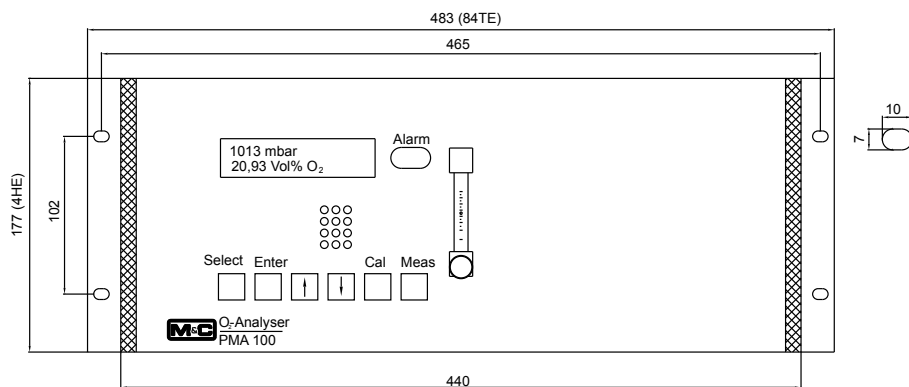 483 (84TE)
465
10
7
177 (4HE)
102
1013 mbar
20,93 Vol% O₂
Alarm
Select Enter Cal Meas
M&C
O₂-Analyser
PMA 100
440